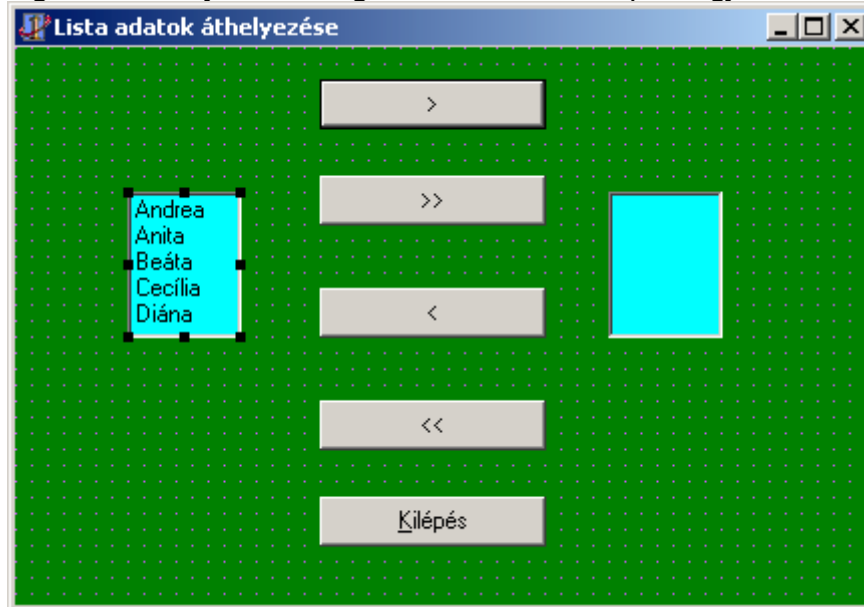 Lista adatok áthelyezése
>
>>
Andrea
Anita
Beáta
Cecília
Diána
<
<<
Kilépés